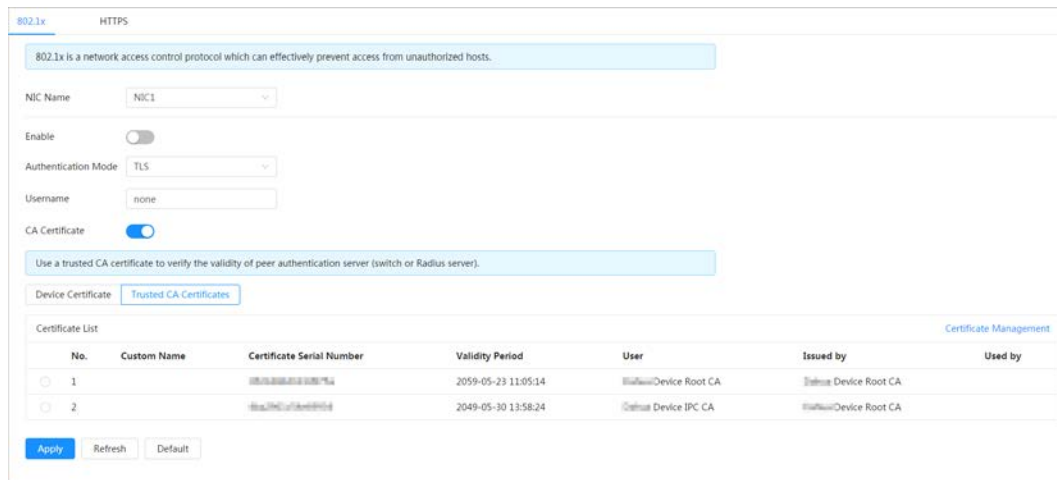 802.1x HTTPS
802.1x is a network access control protocol which can effectively prevent access from unauthorized hosts.
NIC Name NIC1
Enable
Authentication Mode TLS
Username none
CA Certificate
Use a trusted CA certificate to verify the validity of peer authentication server (switch or Radius server).
Device Certificate Trusted CA Certificates
Certificate List Certificate Management
No. Custom Name Certificate Serial Number Validity Period User Issued by Used by
1 2059-05-23 11:05:14 Device Root CA Device Root CA
2 2049-05-30 13:58:24 Device IPC CA Device Root CA
Apply Refresh Default